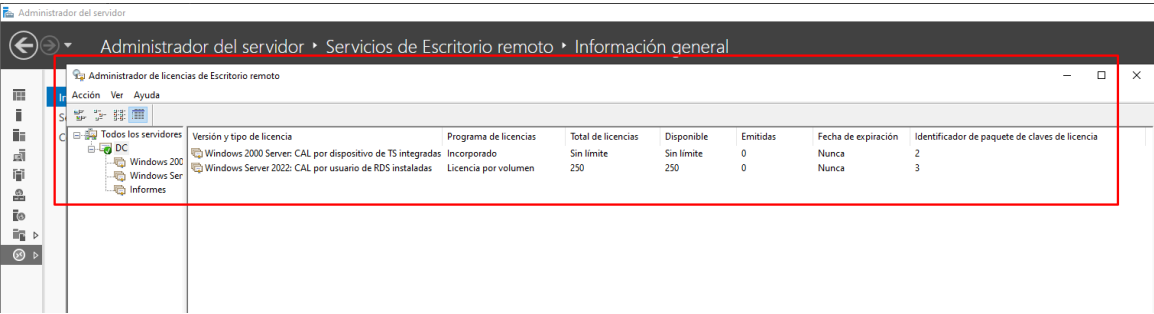 Administrador del servidor
Administrador del servidor ‣ Servicios de Escritorio remoto ‣ Información general
Administrador de licencias de Escritorio remoto
Acción Ver Ayuda
Todos los servidores
DC
Windows 200
Windows Ser
Informes
Versión y tipo de licencia Programa de licencias Total de licencias Disponible Emitidas Fecha de expiración Identificador de paquete de claves de licencia
Windows 2000 Server: CAL por dispositivo de TS integradas Incorporado Sin límite Sin límite 0 Nunca 2
Windows Server 2022: CAL por usuario de RDS instaladas Licencia por volumen 250 250 0 Nunca 3